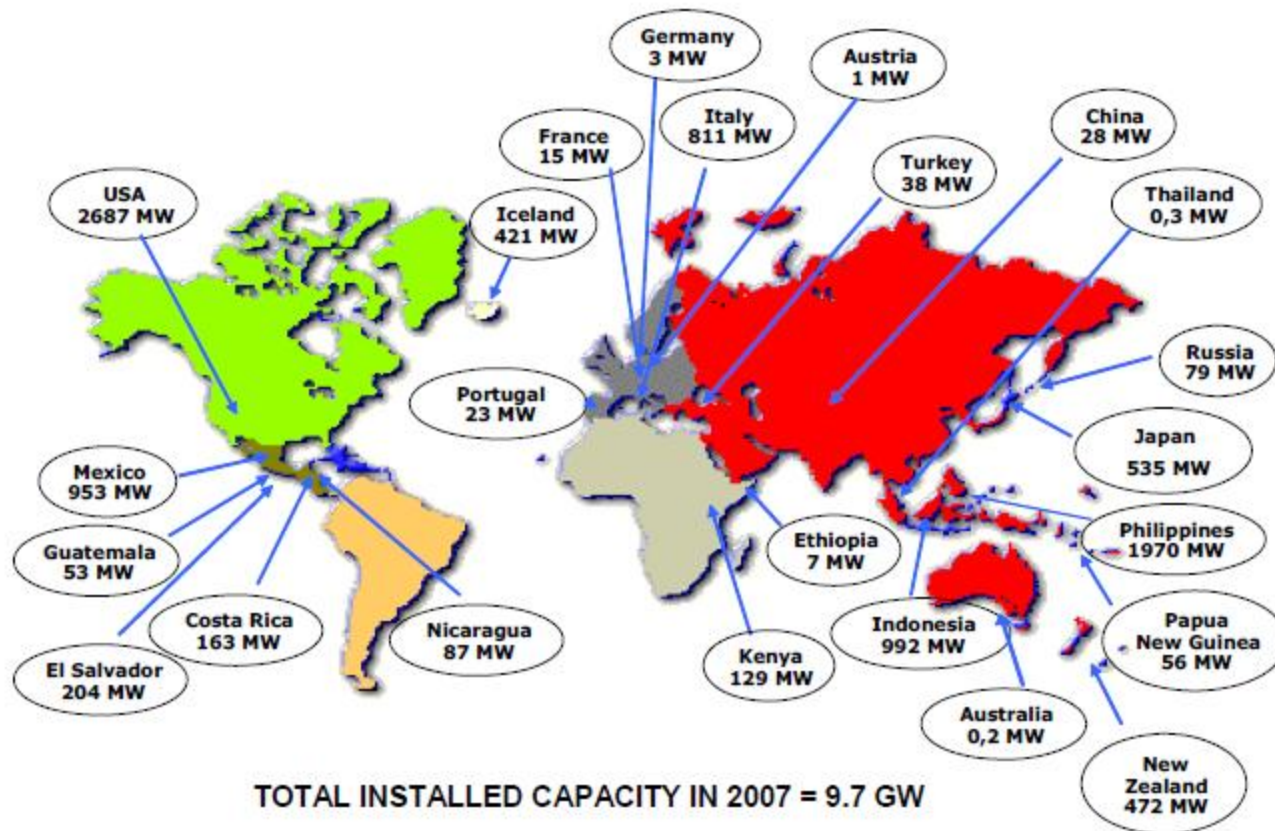 Germany
3 MW
Austria
1 MW
Italy
811 MW
China
28 MW
France
15 MW
Turkey
38 MW
USA
2687 MW
Iceland
421 MW
Thailand
0,3 MW
Russia
79 MW
Portugal
23 MW
Japan
535 MW
Mexico
953 MW
Philippines
1970 MW
Guatemala
53 MW
Ethiopia
7 MW
Costa Rica
163 MW
Nicaragua
87 MW
Indonesia
992 MW
Papua
New Guinea
56 MW
El Salvador
204 MW
Kenya
129 MW
Australia
0,2 MW
New
Zealand
472 MW
TOTAL INSTALLED CAPACITY IN 2007 = 9.7 GW